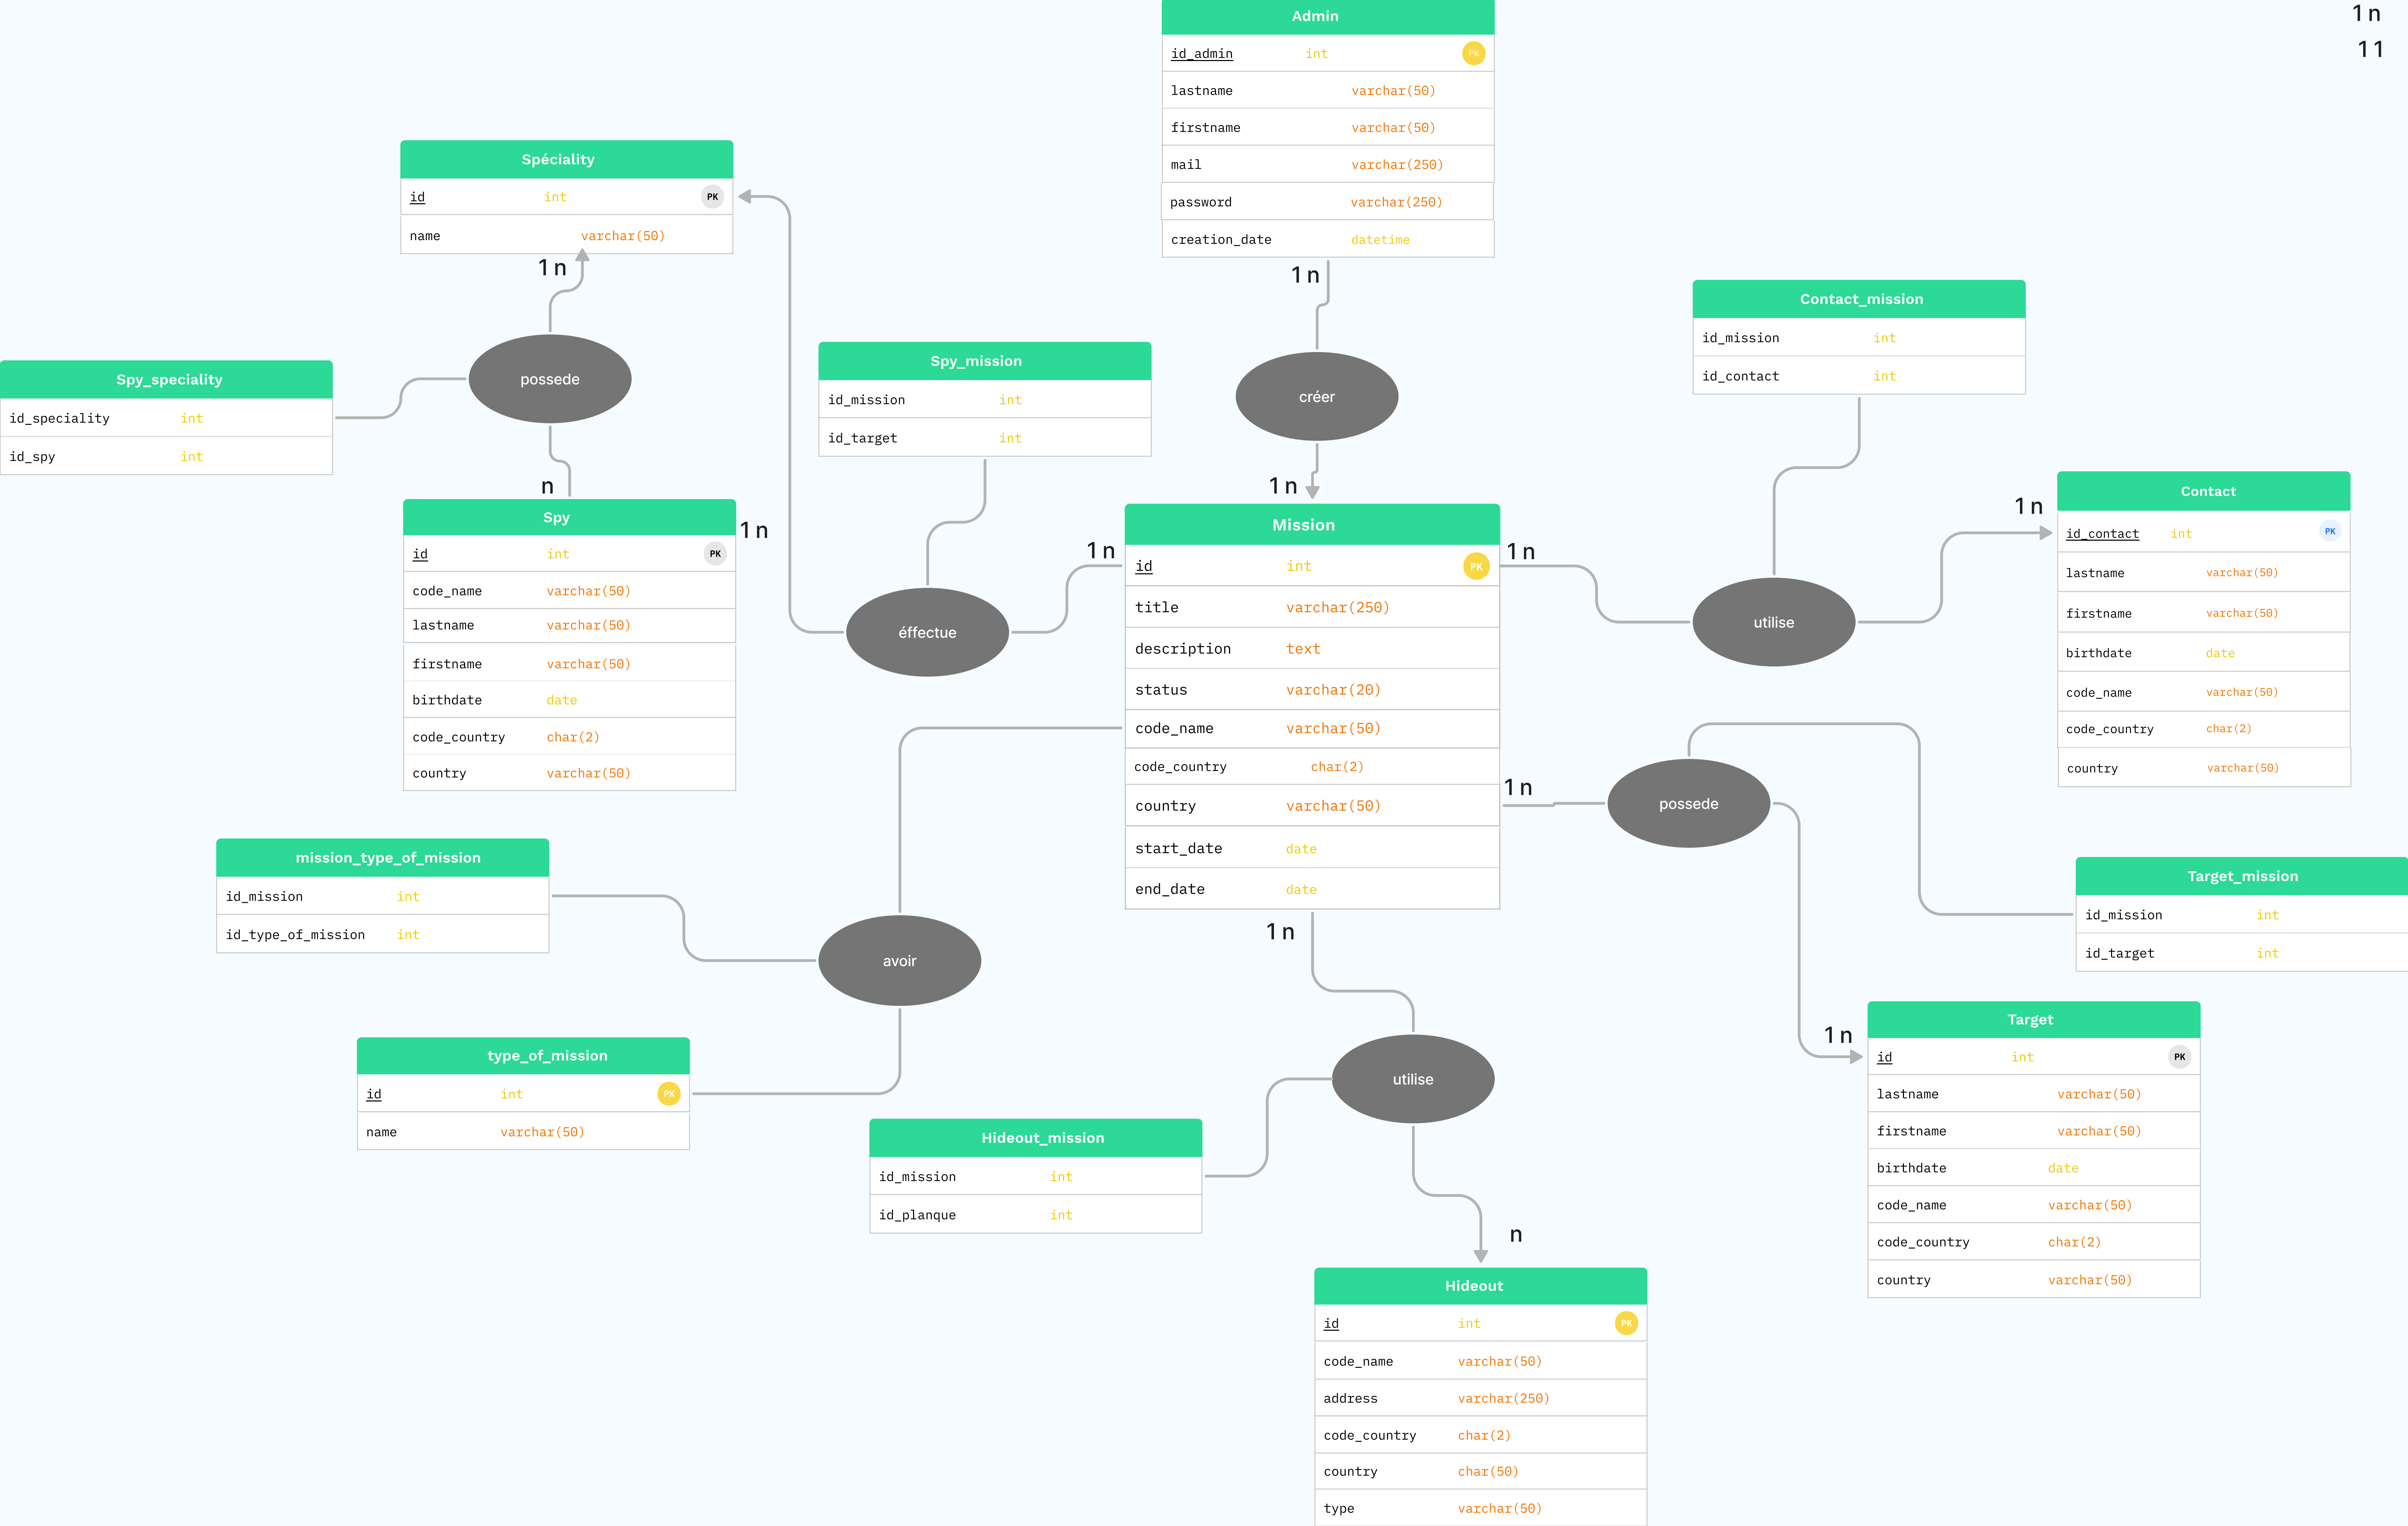 1 n
1 1
Admin
id_admin int PK
lastname varchar(50)
firstname varchar(50)
mail varchar(250)
password varchar(250)
creation_date datetime
1 n
Spéciality
id int PK
name varchar(50)
1 n
possede
n
Spy_speciality
id_speciality int
id_spy int
Spy
1 n
id int PK
code_name varchar(50)
lastname varchar(50)
firstname varchar(50)
birthdate date
code_country char(2)
country varchar(50)
Spy_mission
id_mission int
id_target int
éffectue
1 n
créer
1 n
Mission
id int PK
title varchar(250)
description text
status varchar(20)
code_name varchar(50)
code_country char(2)
country varchar(50)
start_date date
end_date date
1 n
1 n
1 n
Contact_mission
id_mission int
id_contact int
utilise
1 n
Contact
id_contact int PK
lastname varchar(50)
firstname varchar(50)
birthdate date
code_name varchar(50)
code_country char(2)
country varchar(50)
possede
Target_mission
id_mission int
id_target int
1 n
Target
id int PK
lastname varchar(50)
firstname varchar(50)
birthdate date
code_name varchar(50)
code_country char(2)
country varchar(50)
mission_type_of_mission
id_mission int
id_type_of_mission int
avoir
type_of_mission
id int PK
name varchar(50)
utilise
Hideout_mission
id_mission int
id_planque int
n
Hideout
id int PK
code_name varchar(50)
address varchar(250)
code_country char(2)
country char(50)
type varchar(50)